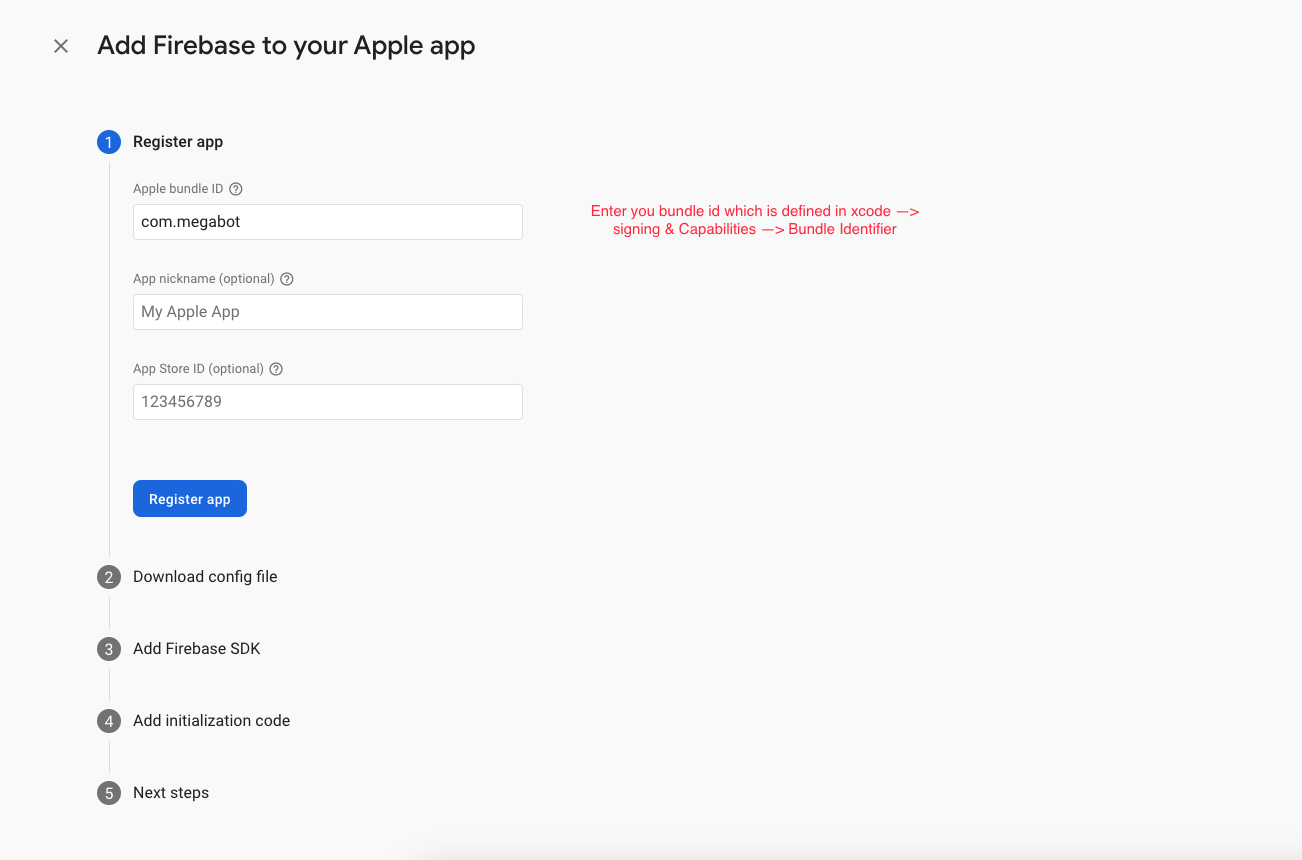 Add Firebase to your Apple app
1 Register app
Apple bundle ID
com.megabot
Enter you bundle id which is defined in xcode —>
signing & Capabilities —> Bundle Identifier
App nickname (optional)
My Apple App
App Store ID (optional)
123456789
Register app
2 Download config file
3 Add Firebase SDK
4 Add initialization code
5 Next steps